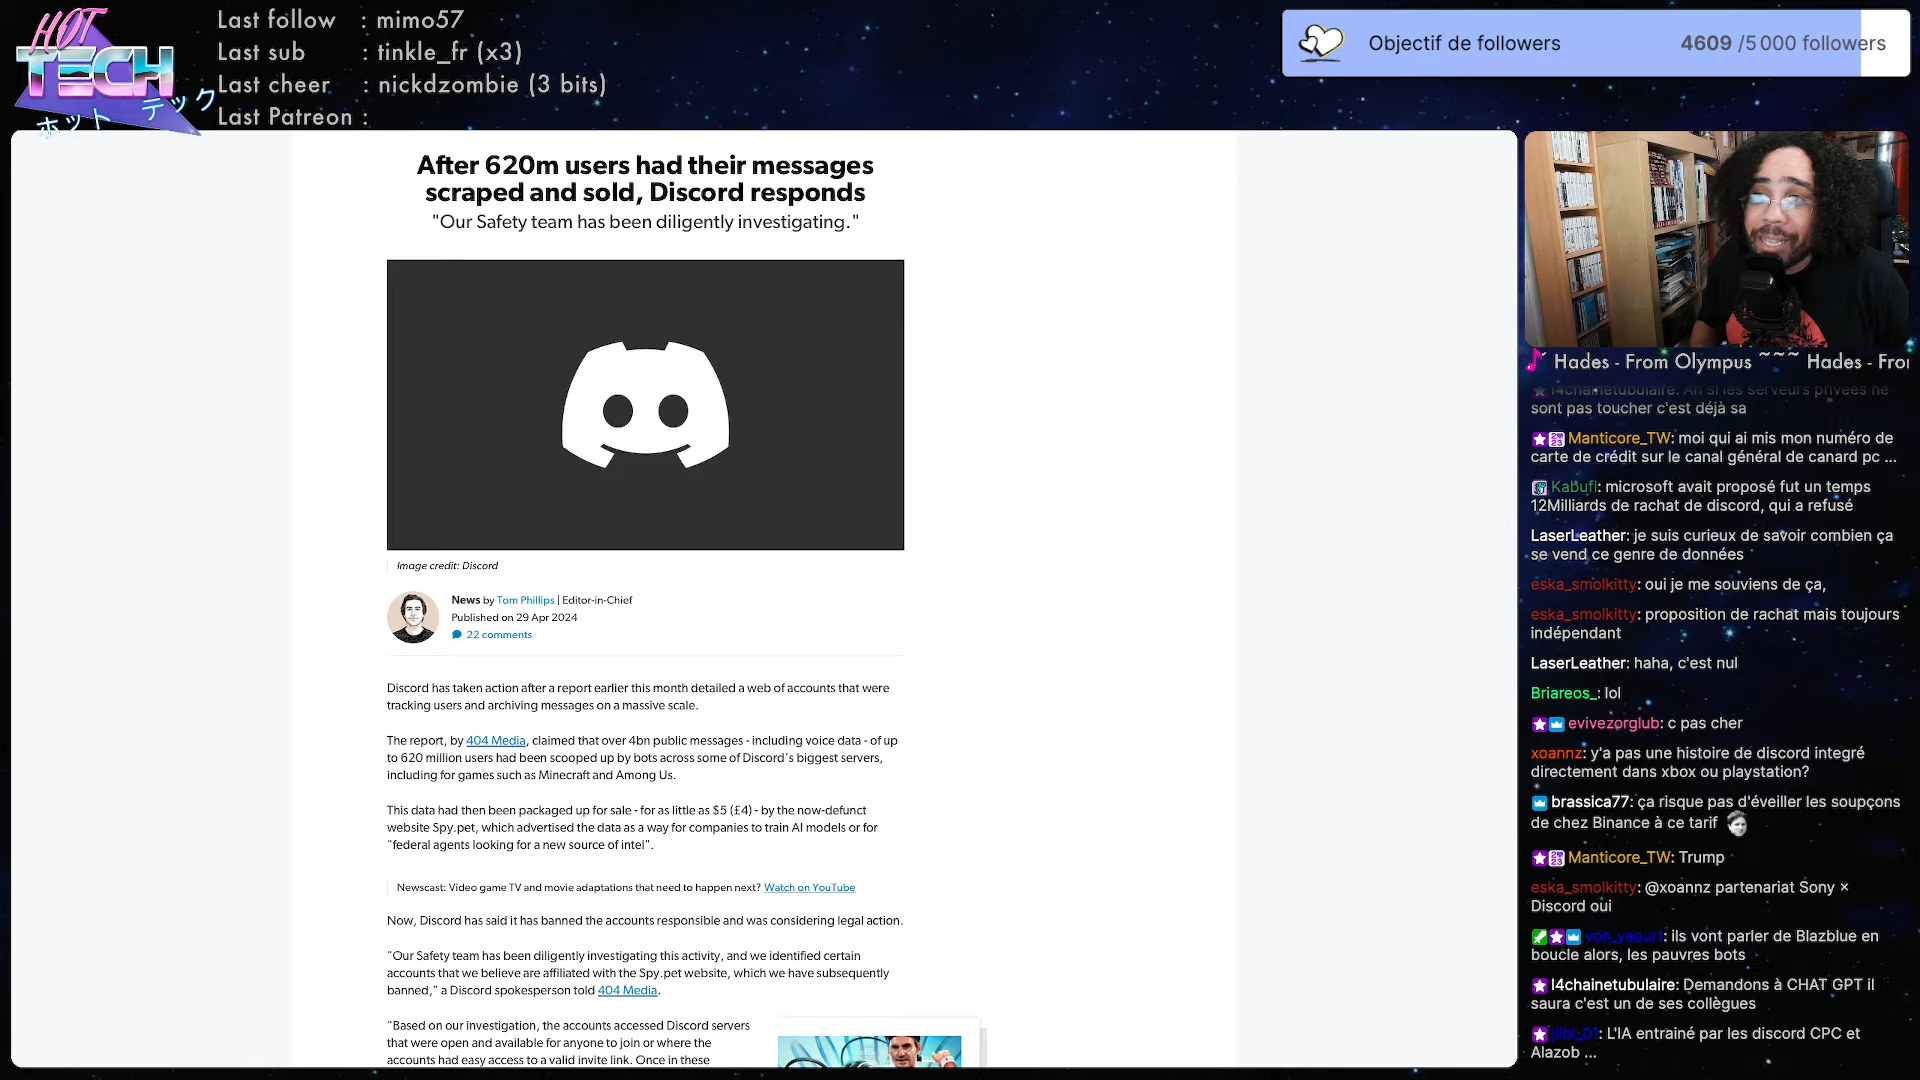 HOT
TECH
ホット テック
Last follow : mimo57
Last sub : tinkle_fr (x3)
Last cheer : nickdzombie (3 bits)
Last Patreon :
Objectif de followers 4609 /5 000 followers
After 620m users had their messages
scraped and sold, Discord responds
"Our Safety team has been diligently investigating."
Image credit: Discord
News by Tom Phillips | Editor-in-Chief
Published on 29 Apr 2024
22 comments
Discord has taken action after a report earlier this month detailed a web of accounts that were
tracking users and archiving messages on a massive scale.
The report, by 404 Media, claimed that over 4bn public messages - including voice data - of up
to 620 million users had been scooped up by bots across some of Discord's biggest servers,
including for games such as Minecraft and Among Us.
This data had then been packaged up for sale - for as little as $5 (£4) - by the now-defunct
website Spy.pet, which advertised the data as a way for companies to train AI models or for
"federal agents looking for a new source of intel".
Newscast: Video game TV and movie adaptations that need to happen next? Watch on YouTube
Now, Discord has said it has banned the accounts responsible and was considering legal action.
"Our Safety team has been diligently investigating this activity, and we identified certain
accounts that we believe are affiliated with the Spy.pet website, which we have subsequently
banned," a Discord spokesperson told 404 Media.
"Based on our investigation, the accounts accessed Discord servers
that were open and available for anyone to join or where the
accounts had easy access to a valid invite link. Once in these
Hades - From Olympus ~~~ Hades - Fro
l4chainetubulaire: Ah si les serveurs privées ne
sont pas toucher c'est déjà sa
Manticore_TW: moi qui ai mis mon numéro de
carte de crédit sur le canal général de canard pc ...
Kabufi: microsoft avait proposé fut un temps
12Milliards de rachat de discord, qui a refusé
LaserLeather: je suis curieux de savoir combien ça
se vend ce genre de données
eska_smolkitty: oui je me souviens de ça,
eska_smolkitty: proposition de rachat mais toujours
indépendant
LaserLeather: haha, c'est nul
Briareos_: lol
evivezorglub: c pas cher
xoannz: y'a pas une histoire de discord integré
directement dans xbox ou playstation?
brassica77: ça risque pas d'éveiller les soupçons
de chez Binance à ce tarif
Manticore_TW: Trump
eska_smolkitty: @xoannz partenariat Sony ×
Discord oui
von_yaourt: ils vont parler de Blazblue en
boucle alors, les pauvres bots
l4chainetubulaire: Demandons à CHAT GPT il
saura c'est un de ses collègues
: L'IA entrainé par les discord CPC et
Alazob ...